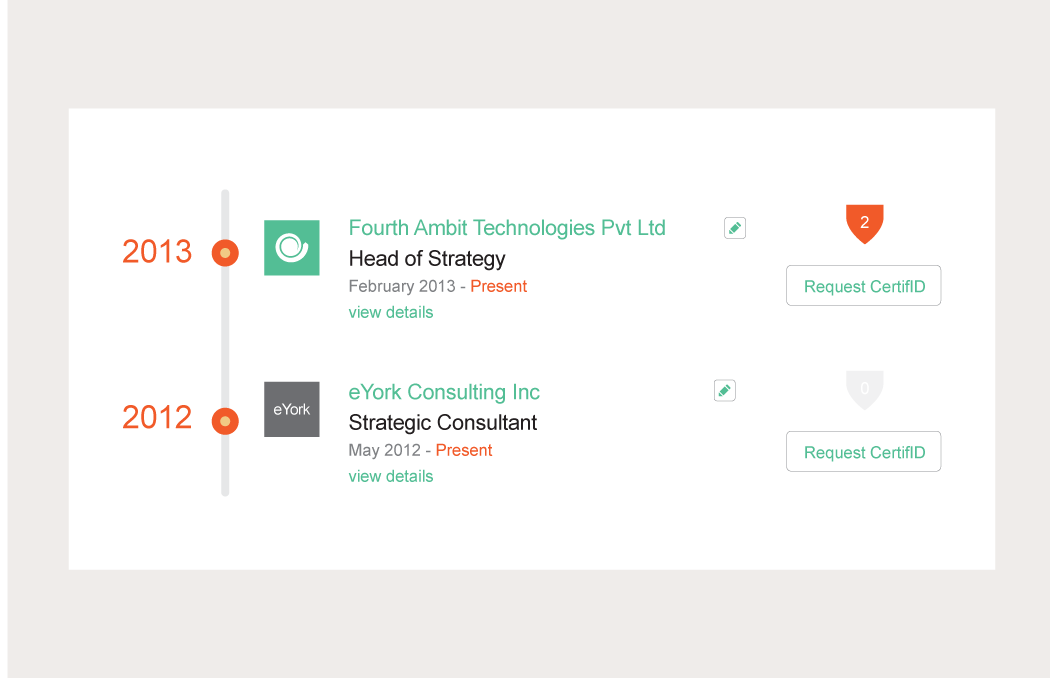 2013
Fourth Ambit Technologies Pvt Ltd
Head of Strategy
February 2013 - Present
view details
2
Request CertifID
2012
eYork
eYork Consulting Inc
Strategic Consultant
May 2012 - Present
view details
0
Request CertifID